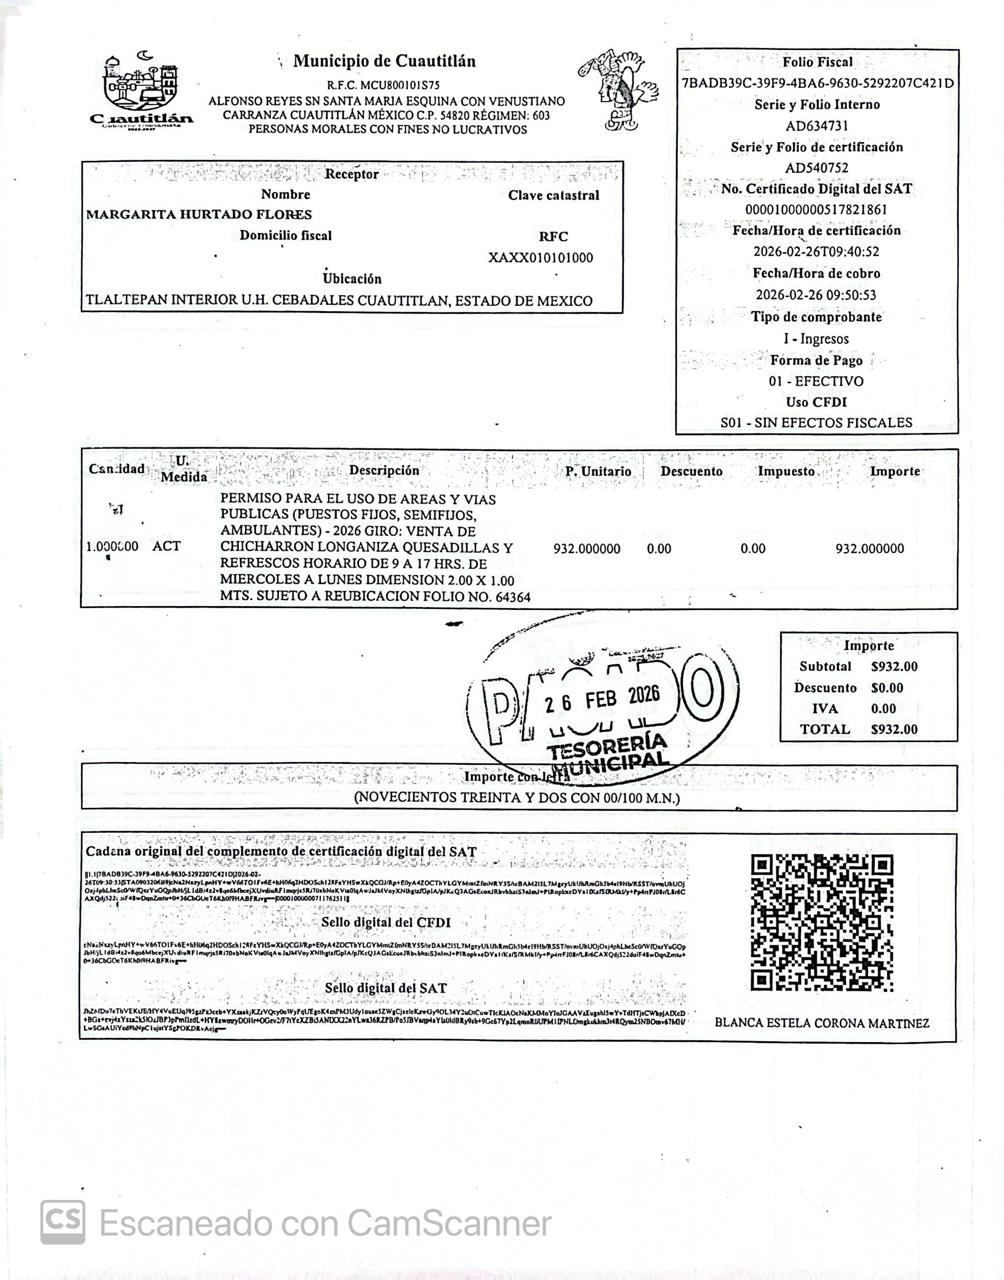 Cuautitlán
Municipio de Cuautitlán
R.F.C. MCU800101S75
ALFONSO REYES SN SANTA MARIA ESQUINA CON VENUSTIANO
CARRANZA CUAUTITLÁN MÉXICO C.P. 54820 RÉGIMEN: 603
PERSONAS MORALES CON FINES NO LUCRATIVOS
Folio Fiscal
7BADB39C-39F9-4BA6-9630-5292207C421D
Serie y Folio Interno
AD634731
Serie y Folio de certificación
AD540752
No. Certificado Digital del SAT
00001000000517821861
Fecha/Hora de certificación
2026-02-26T09:40:52
Fecha/Hora de cobro
2026-02-26 09:50:53
Tipo de comprobante
I - Ingresos
Forma de Pago
01 - EFECTIVO
Uso CFDI
S01 - SIN EFECTOS FISCALES
Receptor
Nombre Clave catastral
MARGARITA HURTADO FLORES
Domicilio fiscal RFC
XAXX010101000
Ubicación
TLALTEPAN INTERIOR U.H. CEBADALES CUAUTITLAN, ESTADO DE MEXICO
Cantidad U. Medida Descripción P. Unitario Descuento Impuesto Importe
PERMISO PARA EL USO DE AREAS Y VIAS
PUBLICAS (PUESTOS FIJOS, SEMIFIJOS,
AMBULANTES) - 2026 GIRO: VENTA DE
1.000000 ACT CHICHARRON LONGANIZA QUESADILLAS Y 932.000000 0.00 0.00 932.000000
REFRESCOS HORARIO DE 9 A 17 HRS. DE
MIERCOLES A LUNES DIMENSION 2.00 X 1.00
MTS. SUJETO A REUBICACION FOLIO NO. 64364
PAGADO
26 FEB 2026
TESORERÍA
MUNICIPAL
Importe
Subtotal $932.00
Descuento $0.00
IVA 0.00
TOTAL $932.00
Importe con letra
(NOVECIENTOS TREINTA Y DOS CON 00/100 M.N.)
Cadena original del complemento de certificación digital del SAT
Sello digital del CFDI
Sello digital del SAT
BLANCA ESTELA CORONA MARTINEZ
CS Escaneado con CamScanner